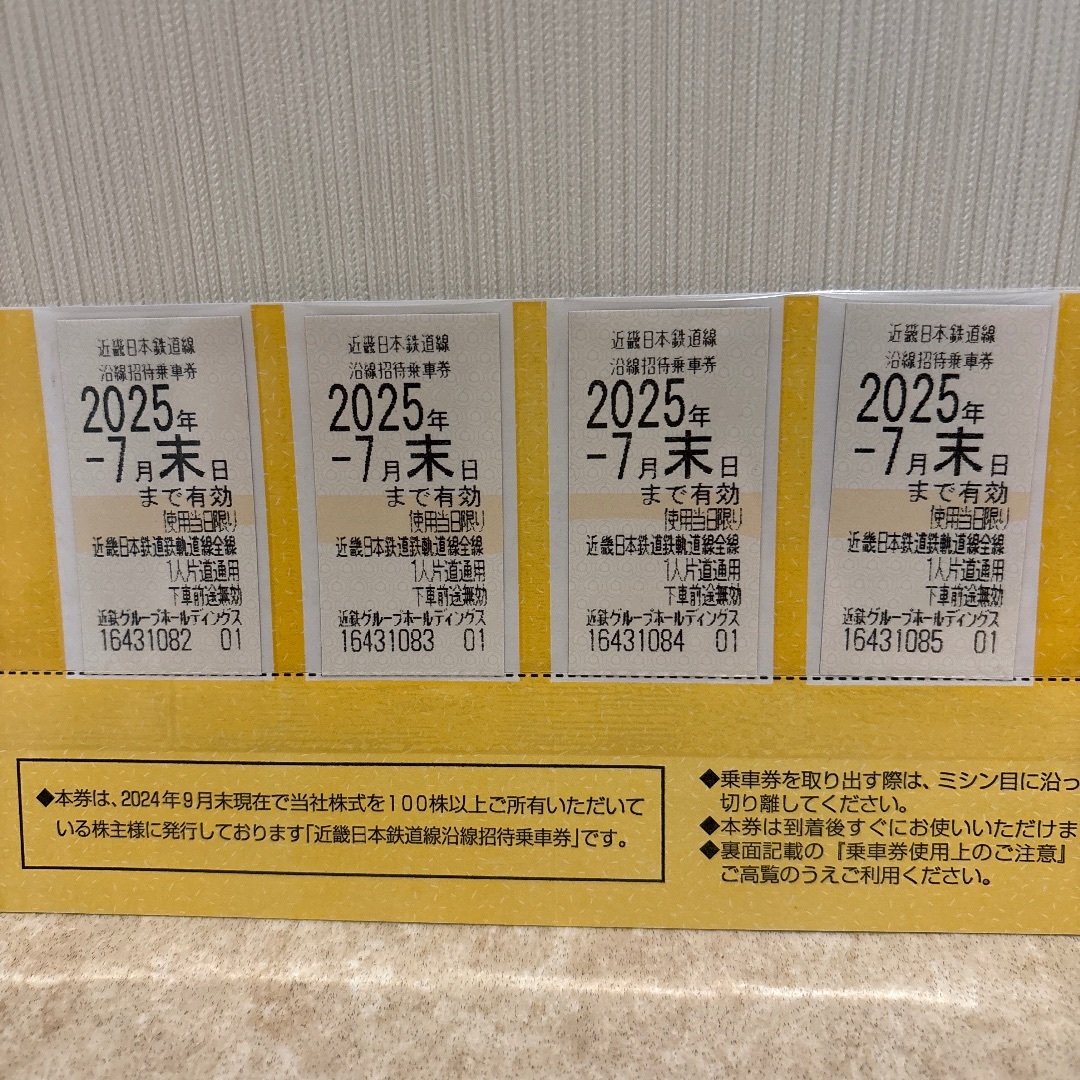 近畿日本鉄道線
沿線招待乗車券
2025年
-7月末日
まで有効
使用当日限り
近畿日本鉄道鉄軌道線全線
1人片道通用
下車前途無効
近鉄グループホールディングス
16431082 01
近畿日本鉄道線
沿線招待乗車券
2025年
-7月末日
まで有効
使用当日限り
近畿日本鉄道鉄軌道線全線
1人片道通用
下車前途無効
近鉄グループホールディングス
16431083 01
近畿日本鉄道線
沿線招待乗車券
2025年
-7月末日
まで有効
使用当日限り
近畿日本鉄道鉄軌道線全線
1人片道通用
下車前途無効
近鉄グループホールディングス
16431084 01
近畿日本鉄道線
沿線招待乗車券
2025年
-7月末日
まで有効
使用当日限り
近畿日本鉄道鉄軌道線全線
1人片道通用
下車前途無効
近鉄グループホールディングス
16431085 01
◆本券は、2024年9月末現在で当社株式を100株以上ご所有いただいて
いる株主様に発行しております「近畿日本鉄道線沿線招待乗車券」です。
◆乗車券を取り出す際は、ミシン目に沿っ
切り離してください。
◆本券は到着後すぐにお使いいただけま
◆裏面記載の『乗車券使用上のご注意』
ご高覧のうえご利用ください。